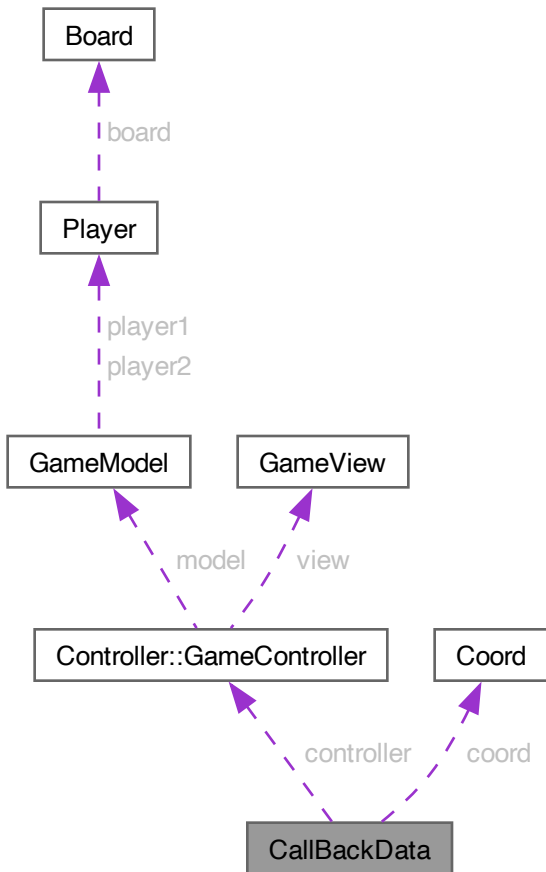 Board
board
Player
player1
player2
GameModel
GameView
model
view
Controller::GameController
Coord
controller
coord
CallBackData